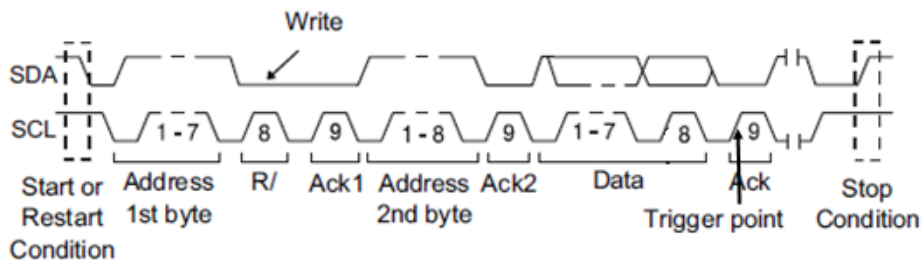 Write
SDA
SCL
1 - 7
8
9
1 - 8
9
1 - 7
8
9
Start or
Restart
Condition
Address
1st byte
R/
Ack1
Address
2nd byte
Ack2
Data
Ack
Trigger point
Stop
Condition